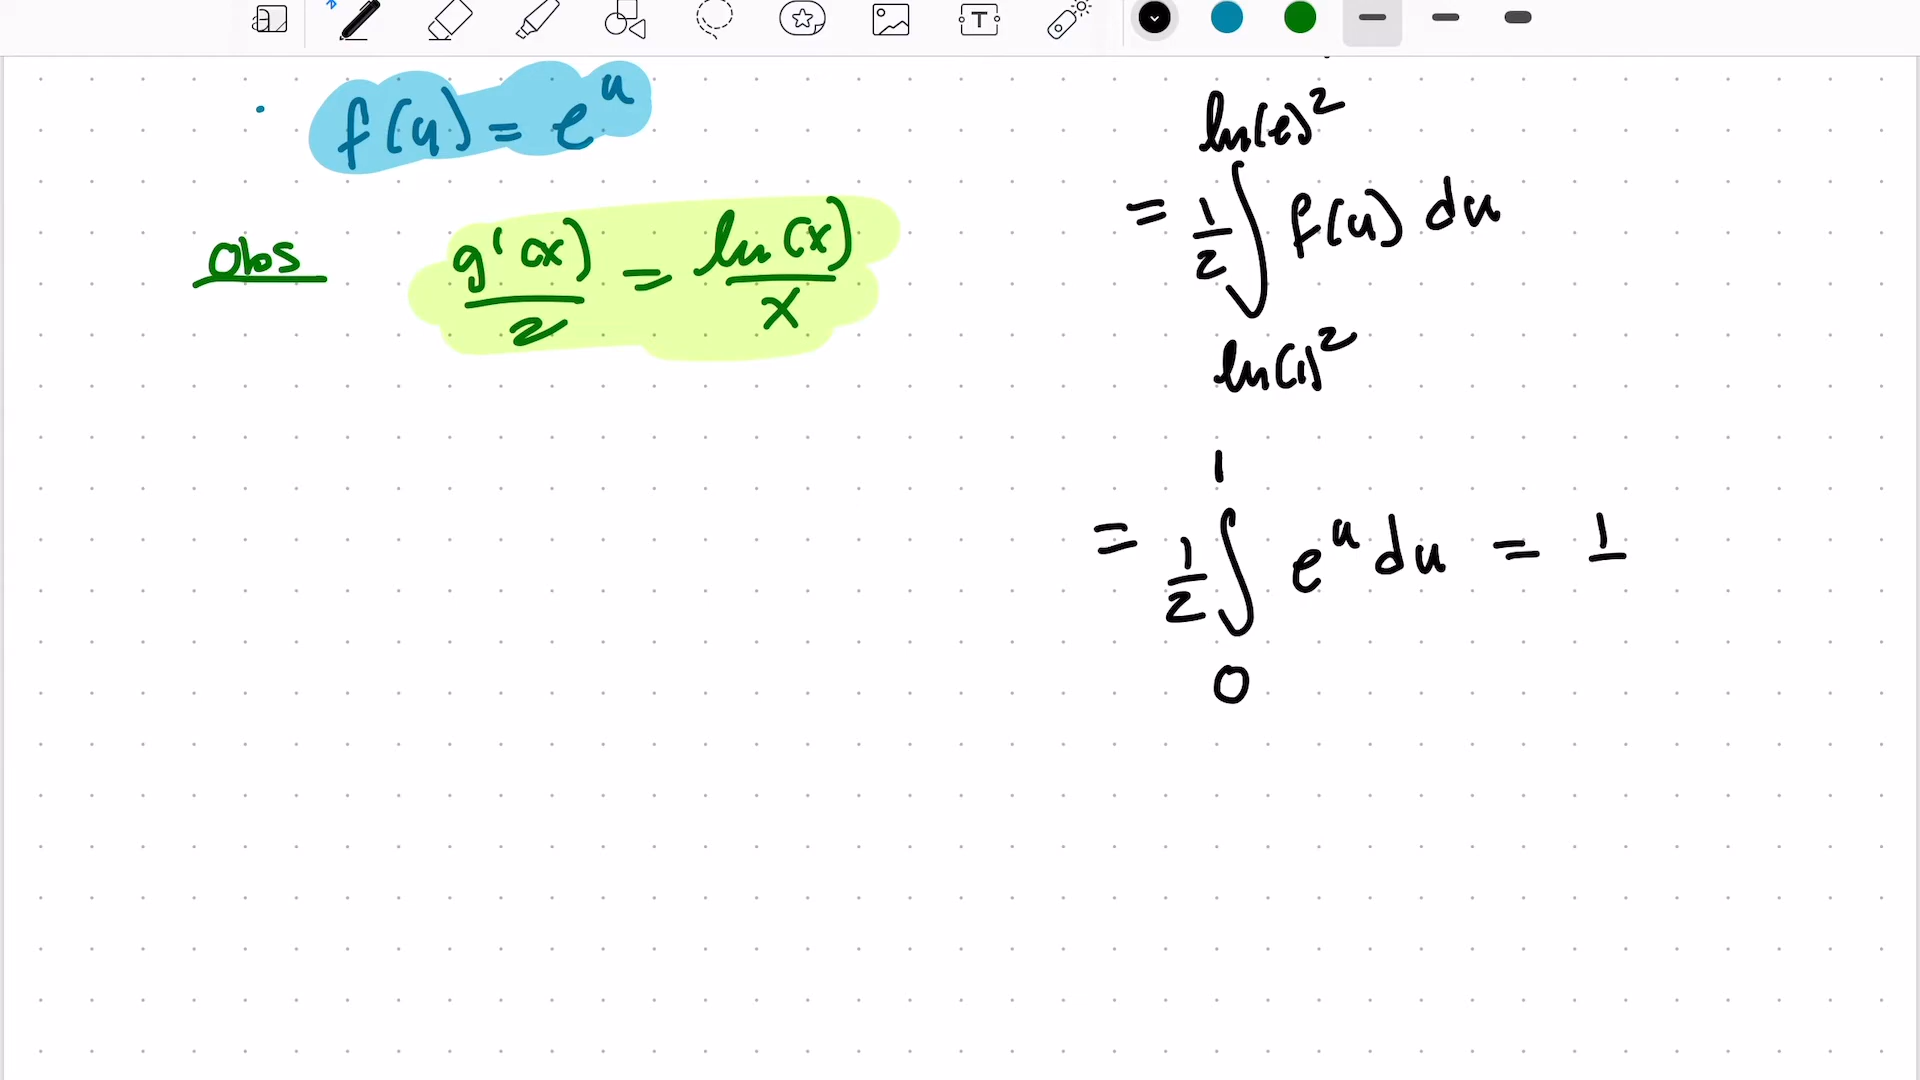 f(u) = e^u
Obs g'(x)/2 = ln(x)/x
ln(e)^2
= 1/2 ∫ f(u) du
ln(1)^2
1
= 1/2 ∫ e^u du = 1
0